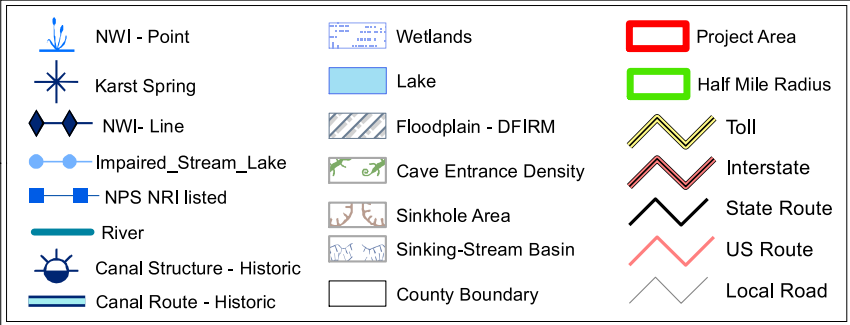 NWI - Point
Karst Spring
NWI- Line
Impaired_Stream_Lake
NPS NRI listed
River
Canal Structure - Historic
Canal Route - Historic
Wetlands
Lake
Floodplain - DFIRM
Cave Entrance Density
Sinkhole Area
Sinking-Stream Basin
County Boundary
Project Area
Half Mile Radius
Toll
Interstate
State Route
US Route
Local Road